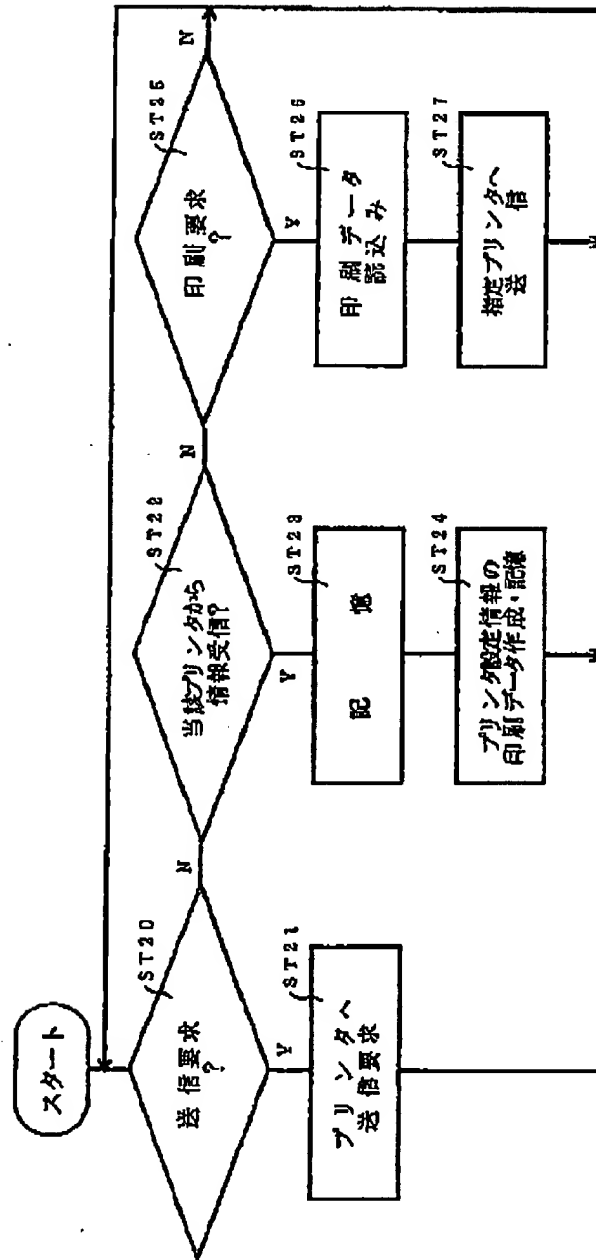 スタート
送信要求
?
ST20
Y
N
プリンタへ
送信要求
ST21
当該プリンタから
情報受信?
ST22
Y
N
記 憶
ST23
プリンタ設定情報の
印刷データ作成・記憶
ST24
印刷要求
?
ST25
Y
N
印刷データ
読込み
ST26
指定プリンタへ
送 信
ST27